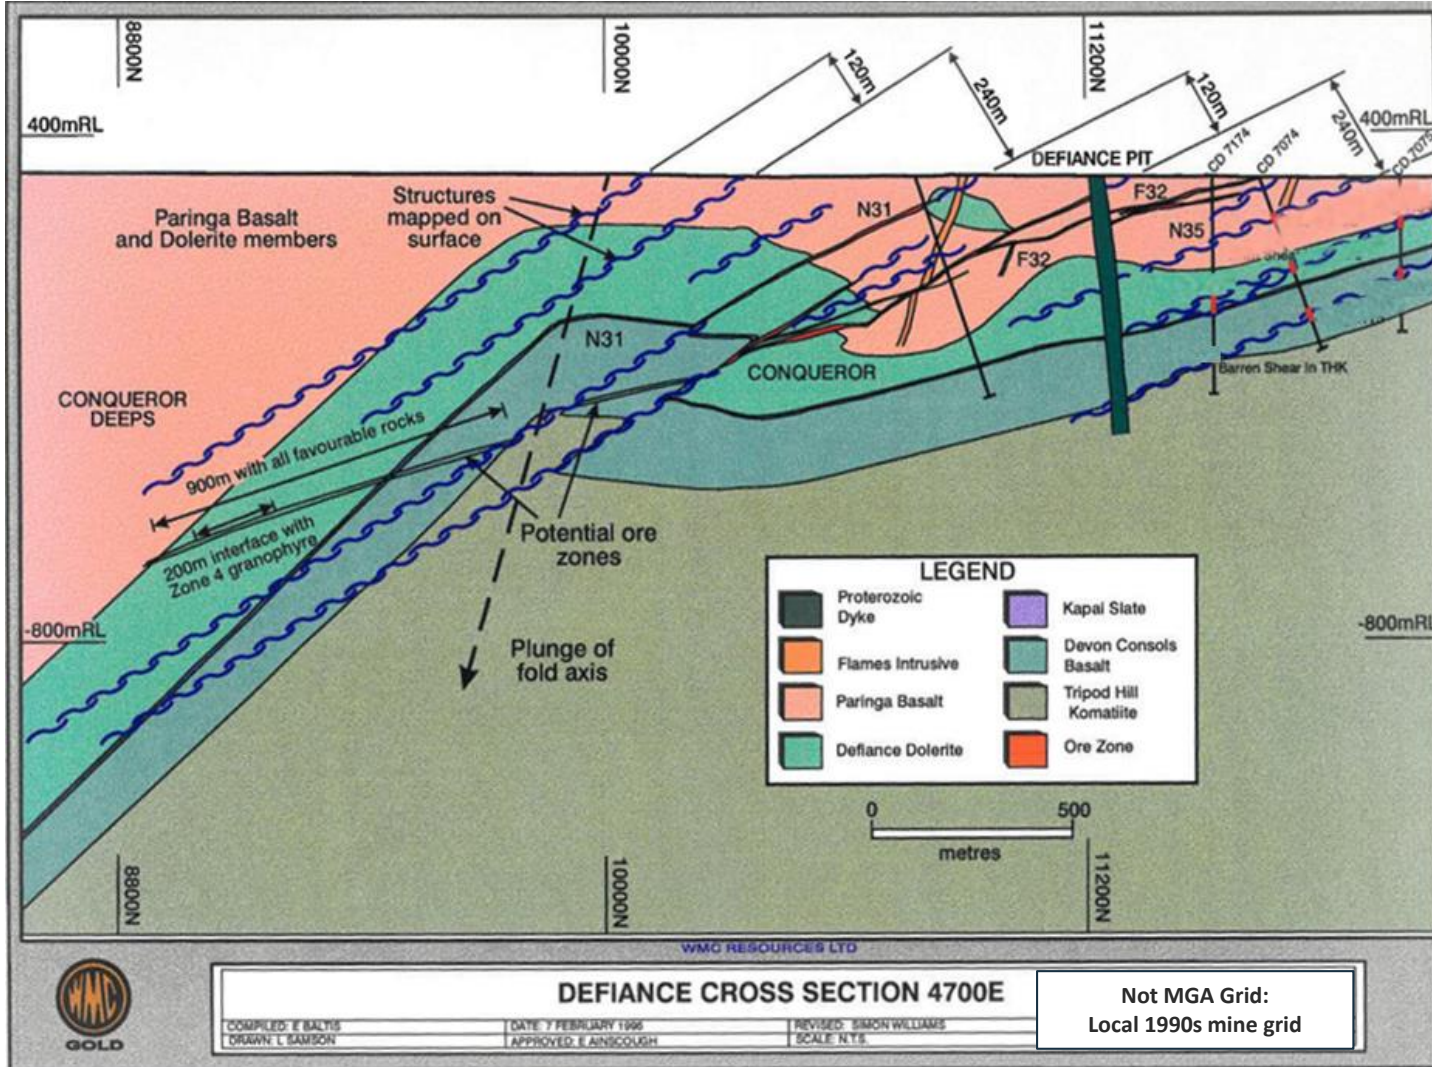 8800N
10000N
11200N
120m
240m
120m
240m
400mRL
400mRL
CD 7174
CD 7074
CD 7075
DEFIANCE PIT
Structures
mapped on
surface
Paringa Basalt
and Dolerite members
N31
F32
N35
F32
N31
CONQUEROR
Barren Shear In THK
CONQUEROR
DEEPS
900m with all favourable rocks
200m interface with
Zone 4 granophyre
Potential ore
zones
Plunge of
fold axis
-800mRL
-800mRL
LEGEND
Proterozoic
Dyke
Flames Intrusive
Paringa Basalt
Defiance Dolerite
Kapai Slate
Devon Consols
Basalt
Tripod Hill
Komatiite
Ore Zone
0 500
metres
8800N
10000N
11200N
WMC RESOURCES LTD
WMC
GOLD
DEFIANCE CROSS SECTION 4700E
COMPILED: E BALTIS
DATE: 7 FEBRUARY 1996
REVISED: SIMON WILLIAMS
DRAWN: L SAMSON
APPROVED: E AINSCOUGH
SCALE: N.T.S.
Not MGA Grid:
Local 1990s mine grid